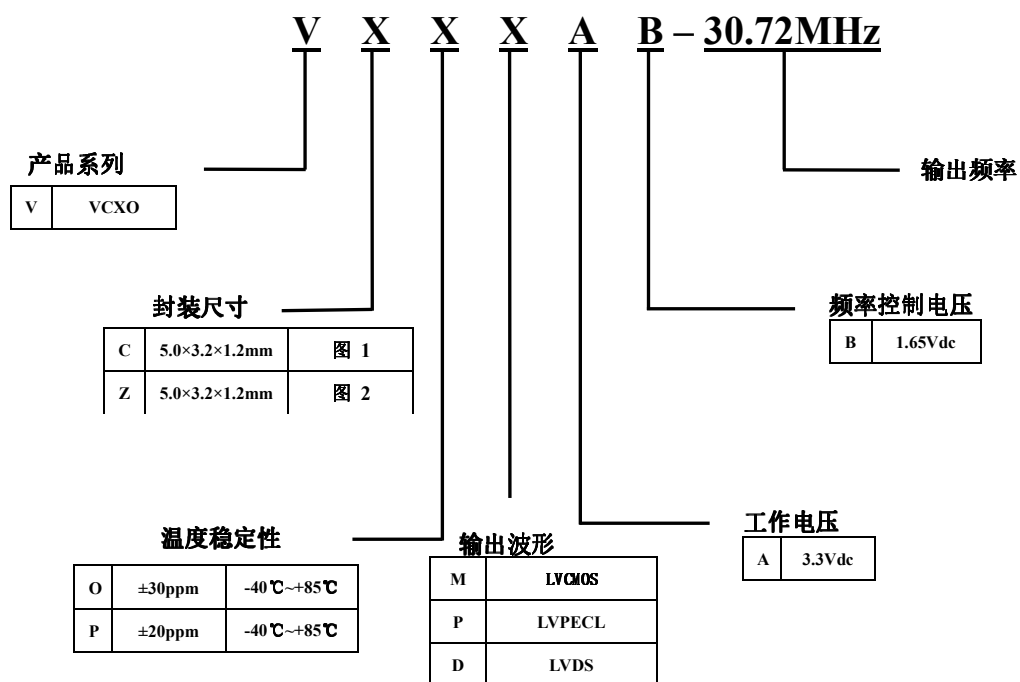 V X X X A B – 30.72MHz
产品系列
V VCXO
输出频率
封装尺寸
C 5.0×3.2×1.2mm 图 1
Z 5.0×3.2×1.2mm 图 2
频率控制电压
B 1.65Vdc
温度稳定性
O ±30ppm -40℃~+85℃
P ±20ppm -40℃~+85℃
输出波形
M LVCMOS
P LVPECL
D LVDS
工作电压
A 3.3Vdc